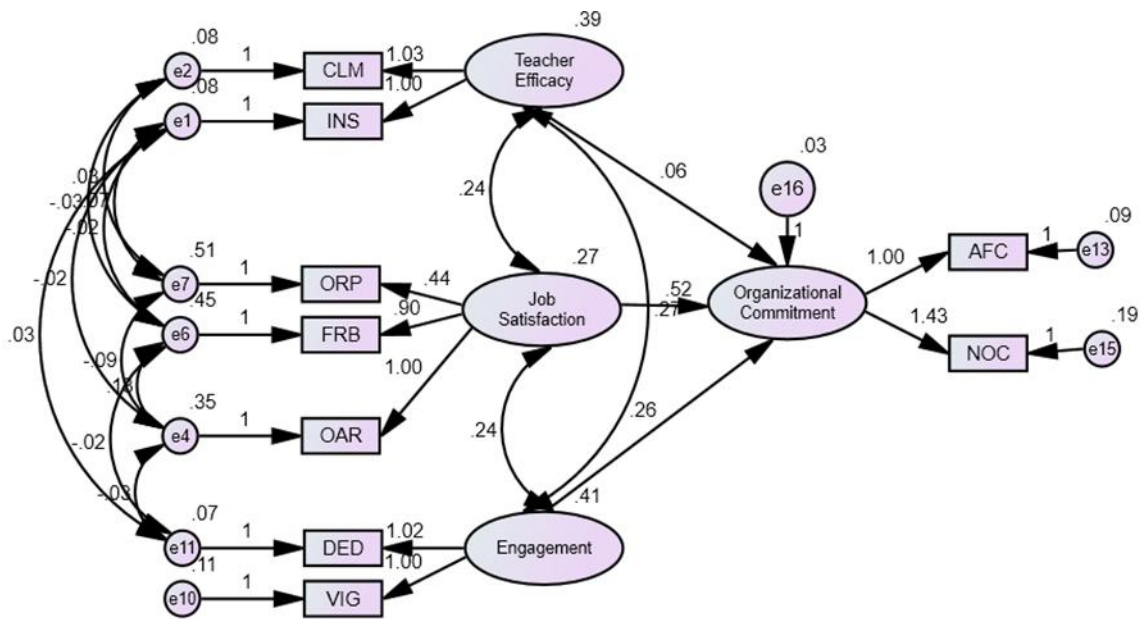 .39
.08
e2
1
CLM
1.03
Teacher
Efficacy
.08
e1
1
INS
1.00
.03
-.03
.07
-.02
.24
.06
.03
e16
1
.09
1
AFC
e13
1.00
.51
e7
1
ORP
.44
.27
Job
Satisfaction
.52
.27
Organizational
Commitment
-.02
.45
e6
1
FRB
.90
1.43
.19
1
NOC
e15
.03
-.09
.18
1.00
.35
e4
1
OAR
.26
-.02
.24
-.03
.41
.07
e11
1
DED
1.02
Engagement
.11
e10
1
VIG
1.00